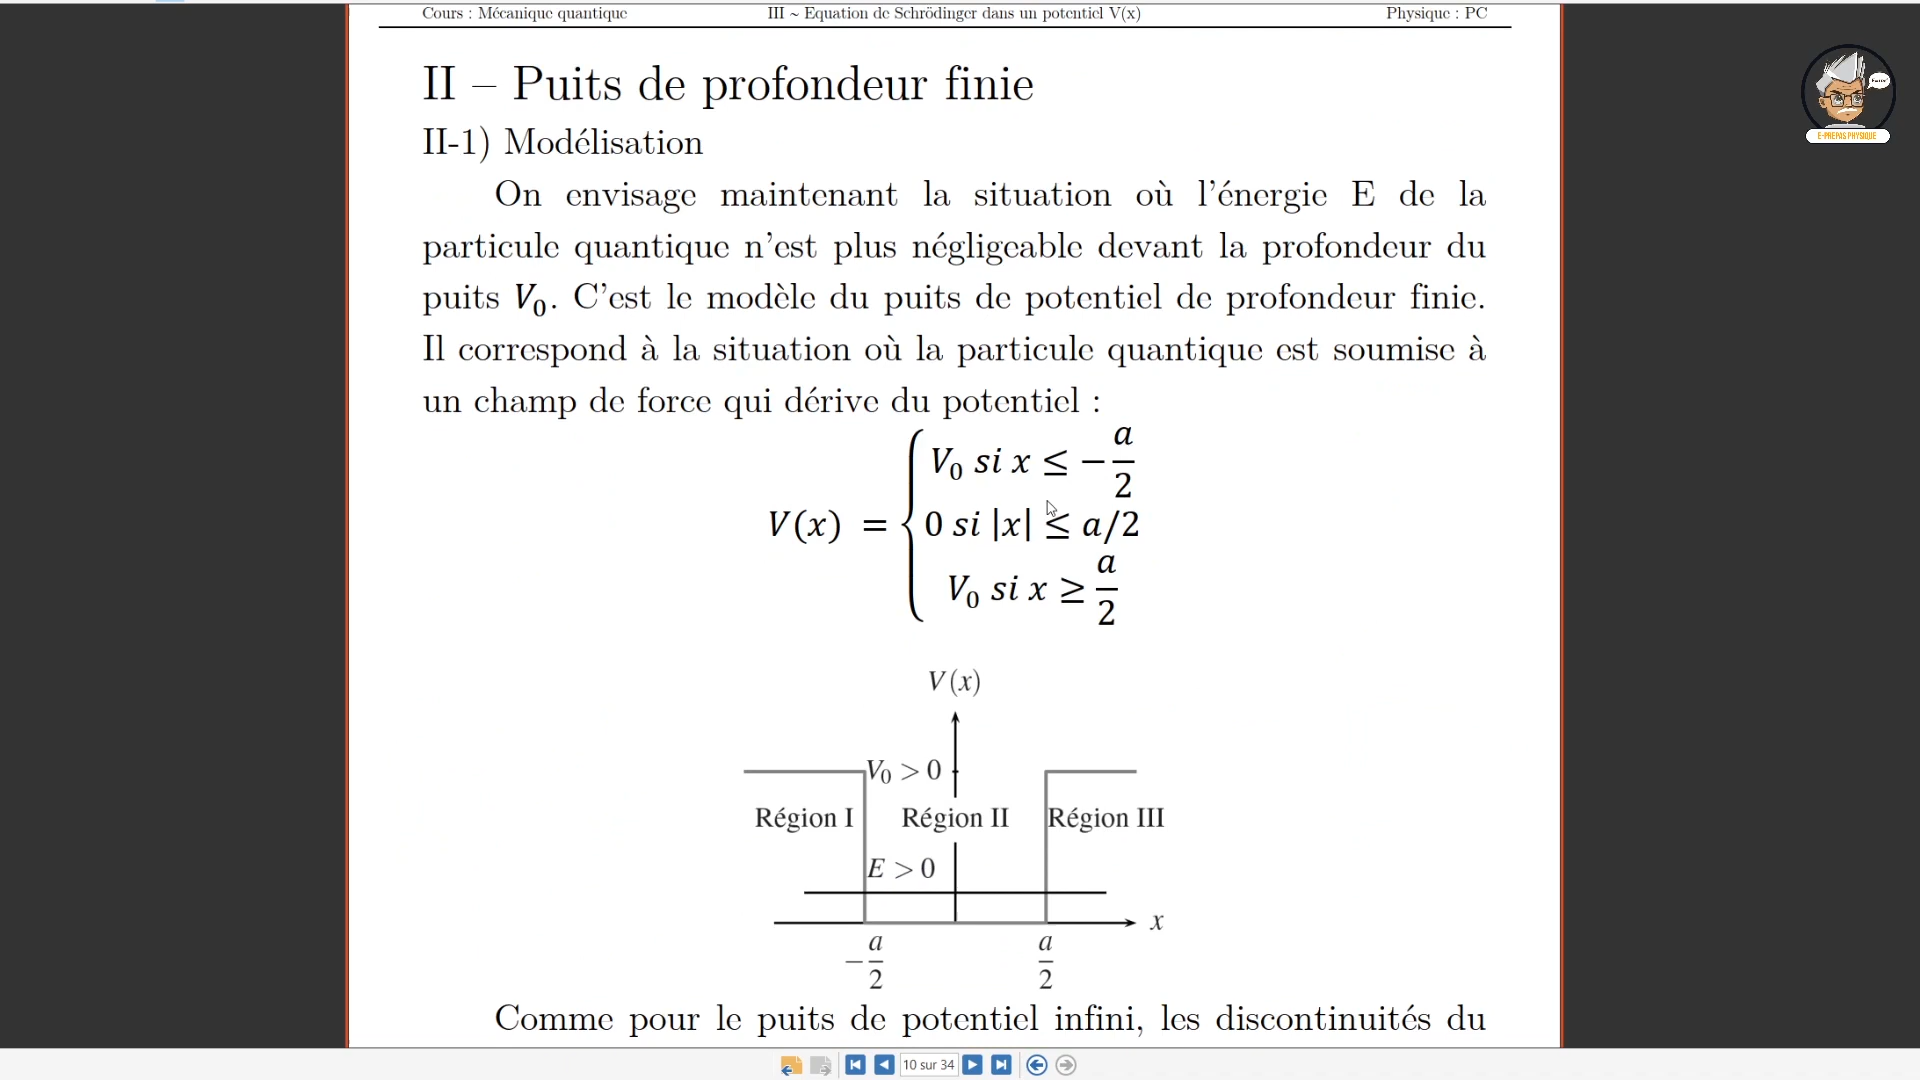 Cours : Mécanique quantique III ~ Equation de Schrödinger dans un potentiel V(x) Physique : PC
II – Puits de profondeur finie
II-1) Modélisation
On envisage maintenant la situation où l'énergie E de la
particule quantique n'est plus négligeable devant la profondeur du
puits V₀. C'est le modèle du puits de potentiel de profondeur finie.
Il correspond à la situation où la particule quantique est soumise à
un champ de force qui dérive du potentiel :
V₀ si x ≤ −a/2
V(x) = { 0 si |x| ≤ a/2
V₀ si x ≥ a/2
V(x)
V₀ > 0
Région I Région II Région III
E > 0
x
−a/2 a/2
Comme pour le puits de potentiel infini, les discontinuités du
10 sur 34
E-PREPAS PHYSIQUE